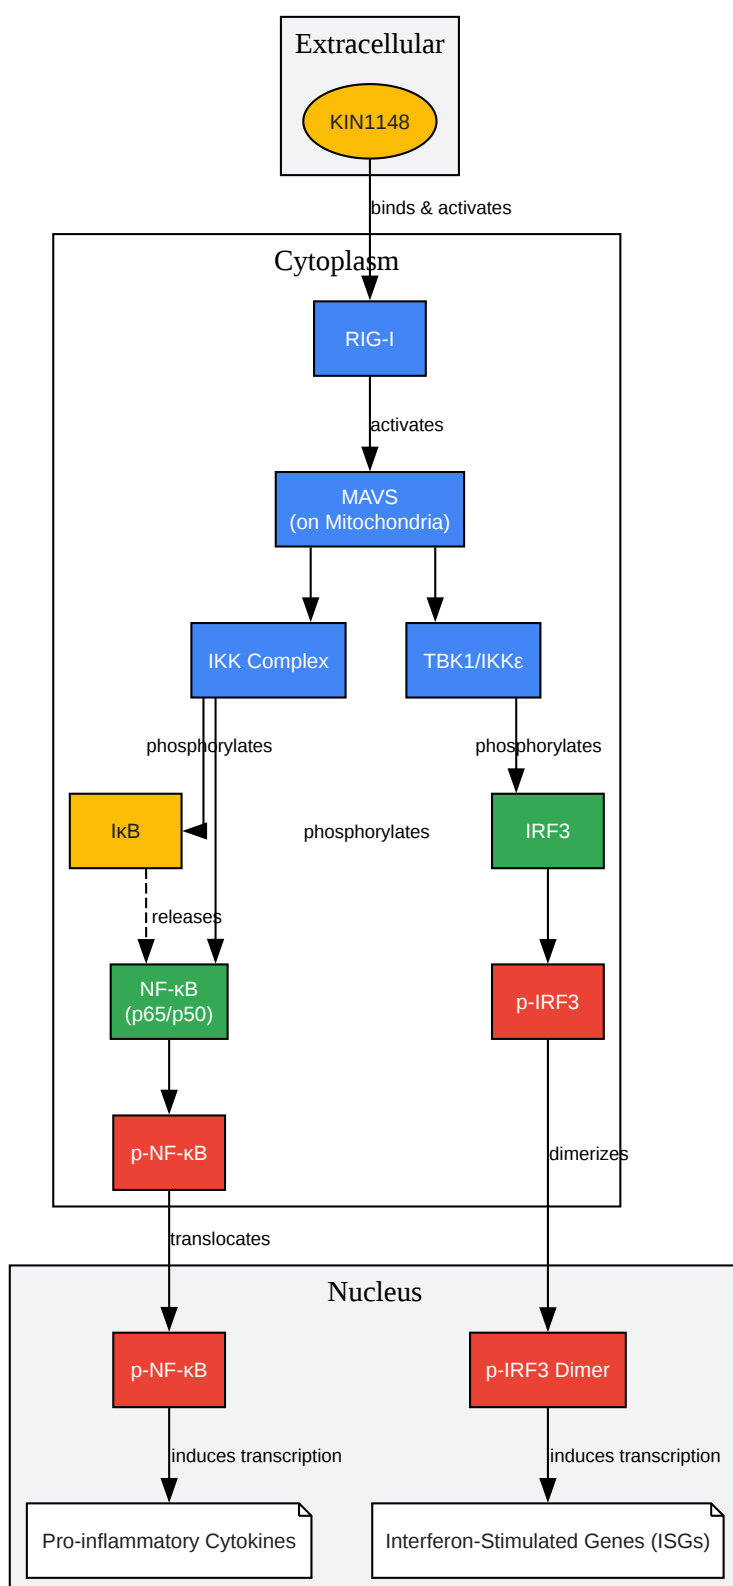 Extracellular
KIN1148
binds & activates
Cytoplasm
RIG-I
activates
MAVS
(on Mitochondria)
IKK Complex
TBK1/IKKε
phosphorylates
phosphorylates
IκB
phosphorylates
IRF3
releases
NF-κB
(p65/p50)
p-IRF3
p-NF-κB
dimerizes
translocates
Nucleus
p-NF-κB
p-IRF3 Dimer
induces transcription
induces transcription
Pro-inflammatory Cytokines
Interferon-Stimulated Genes (ISGs)